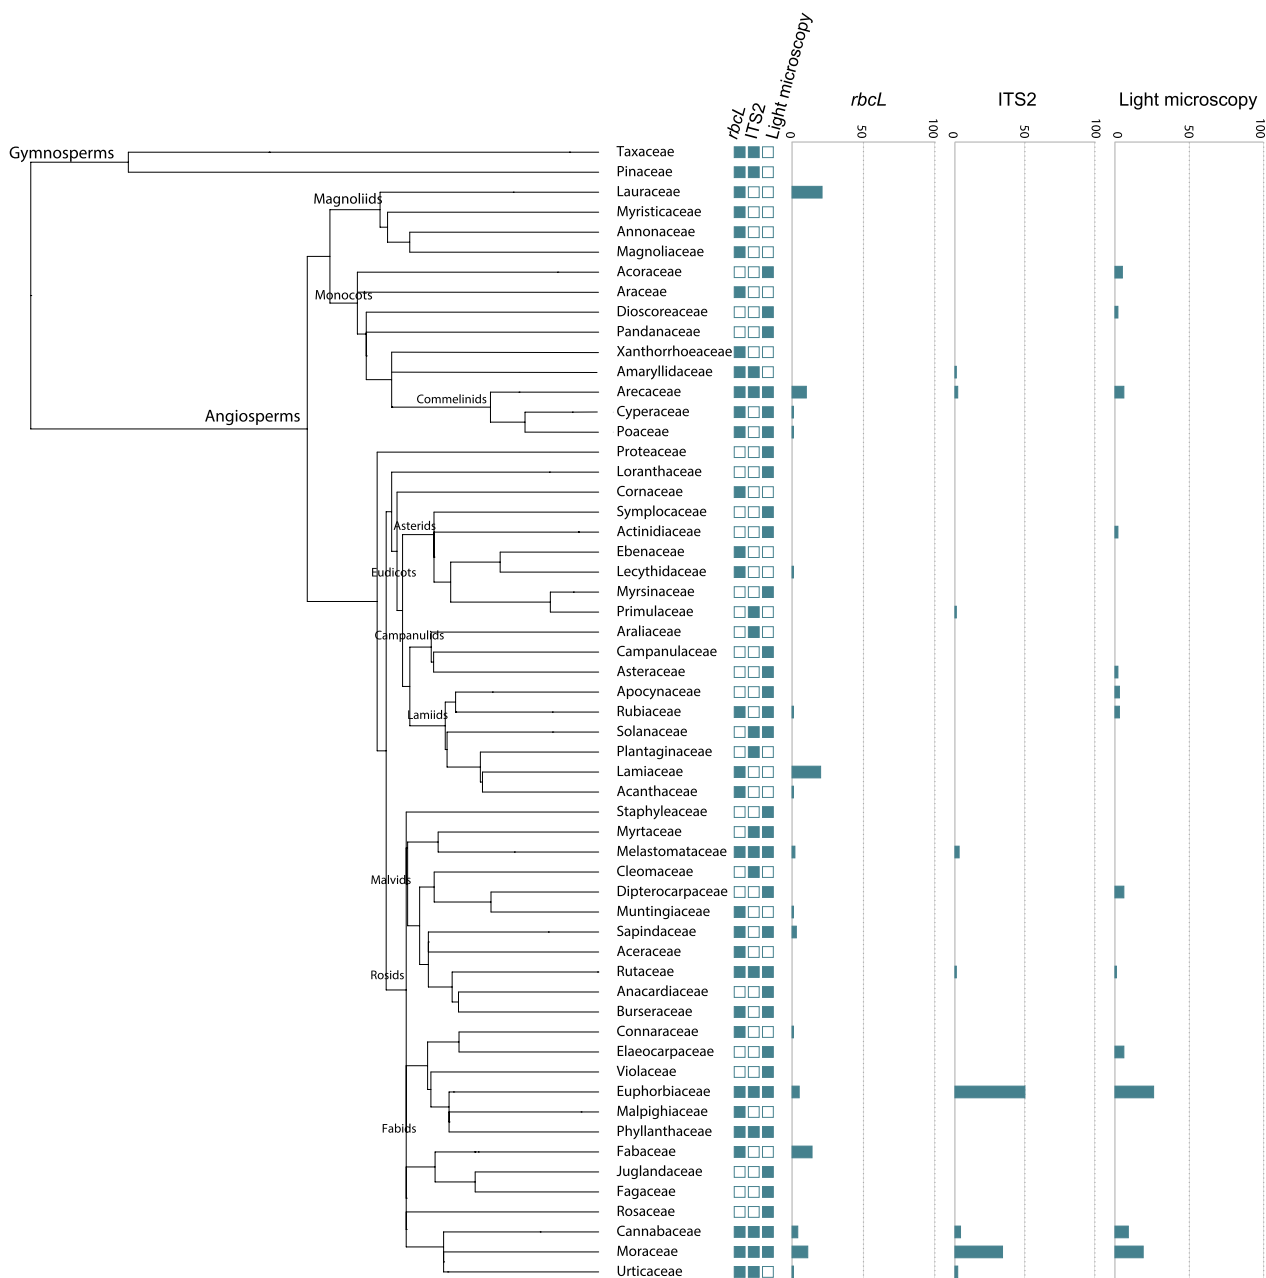 rbcL
ITS2
Light microscopy
rbcL
ITS2
Light microscopy
0
50
100
0
50
100
0
50
100
Gymnosperms
Taxaceae
Pinaceae
Magnoliids
Lauraceae
Myristicaceae
Annonaceae
Magnoliaceae
Acoraceae
Monocots
Araceae
Dioscoreaceae
Pandanaceae
Xanthorrhoeaceae
Amaryllidaceae
Arecaceae
Commelinids
Cyperaceae
Angiosperms
Poaceae
Proteaceae
Loranthaceae
Cornaceae
Symplocaceae
Asterids
Actinidiaceae
Ebenaceae
Eudicots
Lecythidaceae
Myrsinaceae
Primulaceae
Campanulids
Araliaceae
Campanulaceae
Asteraceae
Apocynaceae
Lamiids
Rubiaceae
Solanaceae
Plantaginaceae
Lamiaceae
Acanthaceae
Staphyleaceae
Myrtaceae
Melastomataceae
Malvids
Cleomaceae
Dipterocarpaceae
Muntingiaceae
Sapindaceae
Aceraceae
Rosids
Rutaceae
Anacardiaceae
Burseraceae
Connaraceae
Elaeocarpaceae
Violaceae
Euphorbiaceae
Malpighiaceae
Fabids
Phyllanthaceae
Fabaceae
Juglandaceae
Fagaceae
Rosaceae
Cannabaceae
Moraceae
Urticaceae